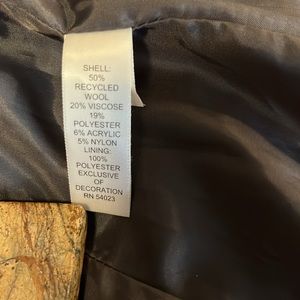 SHELL:
50%
RECYCLED
WOOL
20% VISCOSE
19%
POLYESTER
6% ACRYLIC
5% NYLON
LINING:
100%
POLYESTER
EXCLUSIVE
OF
DECORATION
RN 54023